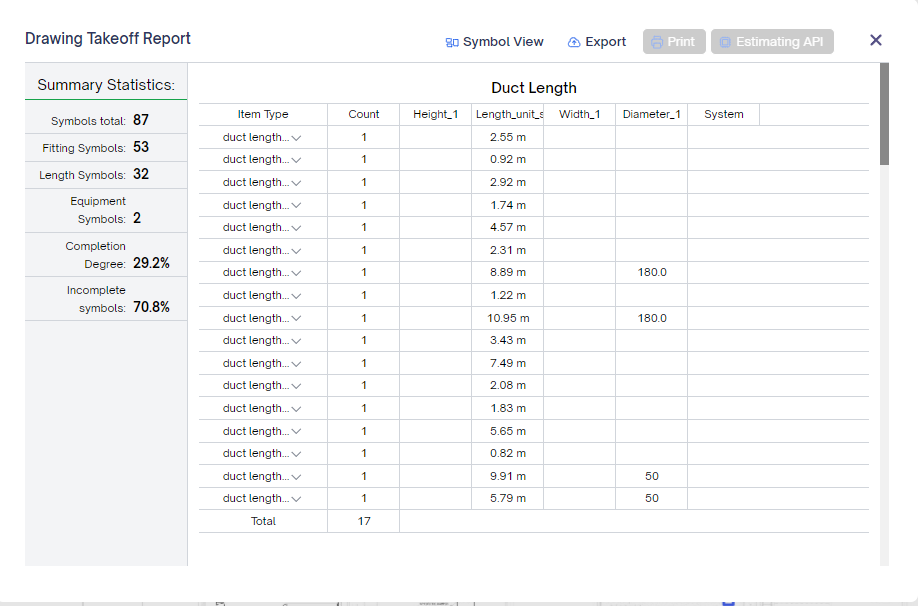 Drawing Takeoff Report
Symbol View
Export
Print
Estimating API
Summary Statistics:
Symbols total: 87
Fitting Symbols: 53
Length Symbols: 32
Equipment
Symbols: 2
Completion
Degree: 29.2%
Incomplete
symbols: 70.8%
Duct Length
Item Type Count Height_1 Length_unit_s Width_1 Diameter_1 System
duct length... 1 2.55 m
duct length... 1 0.92 m
duct length... 1 2.92 m
duct length... 1 1.74 m
duct length... 1 4.57 m
duct length... 1 2.31 m
duct length... 1 8.89 m 180.0
duct length... 1 1.22 m
duct length... 1 10.95 m 180.0
duct length... 1 3.43 m
duct length... 1 7.49 m
duct length... 1 2.08 m
duct length... 1 1.83 m
duct length... 1 5.65 m
duct length... 1 0.82 m
duct length... 1 9.91 m 50
duct length... 1 5.79 m 50
Total 17